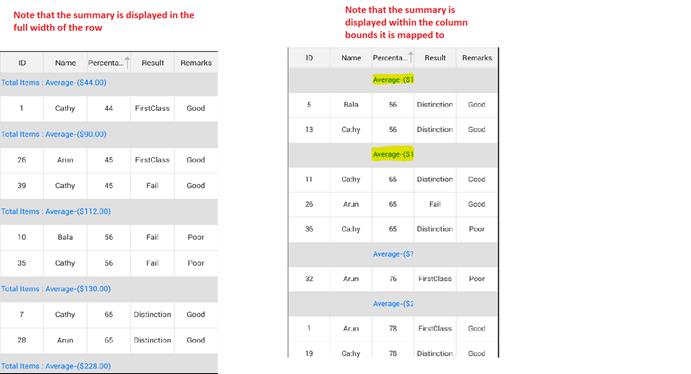 Note that the summary is displayed in the
full width of the row
ID Name Percenta... Result Remarks
Total Items : Average-($44.00)
1 Cathy 44 FirstClass Good
Total Items : Average-($90.00)
26 Arun 45 FirstClass Good
39 Cathy 45 Fail Good
Total Items : Average-($112.00)
10 Bala 56 Fail Poor
35 Cathy 56 Fail Poor
Total Items : Average-($130.00)
7 Cathy 65 Distinction Good
28 Arun 65 Distinction Good
Total Items : Average-($228.00)
Note that the summary is
displayed within the column
bounds it is mapped to
ID Name Percenta... Result Remarks
Average-($1
5 Bala 56 Distinction Good
13 Cathy 56 Distinction Good
Average-($1
11 Cathy 65 Distinction Good
26 Arun 65 Fail Good
36 Cathy 65 Distinction Poor
Average-($
32 Arun 76 FirstClass Poor
Average-($2
1 Arun 78 FirstClass Good
19 Cathy 78 Distinction Good